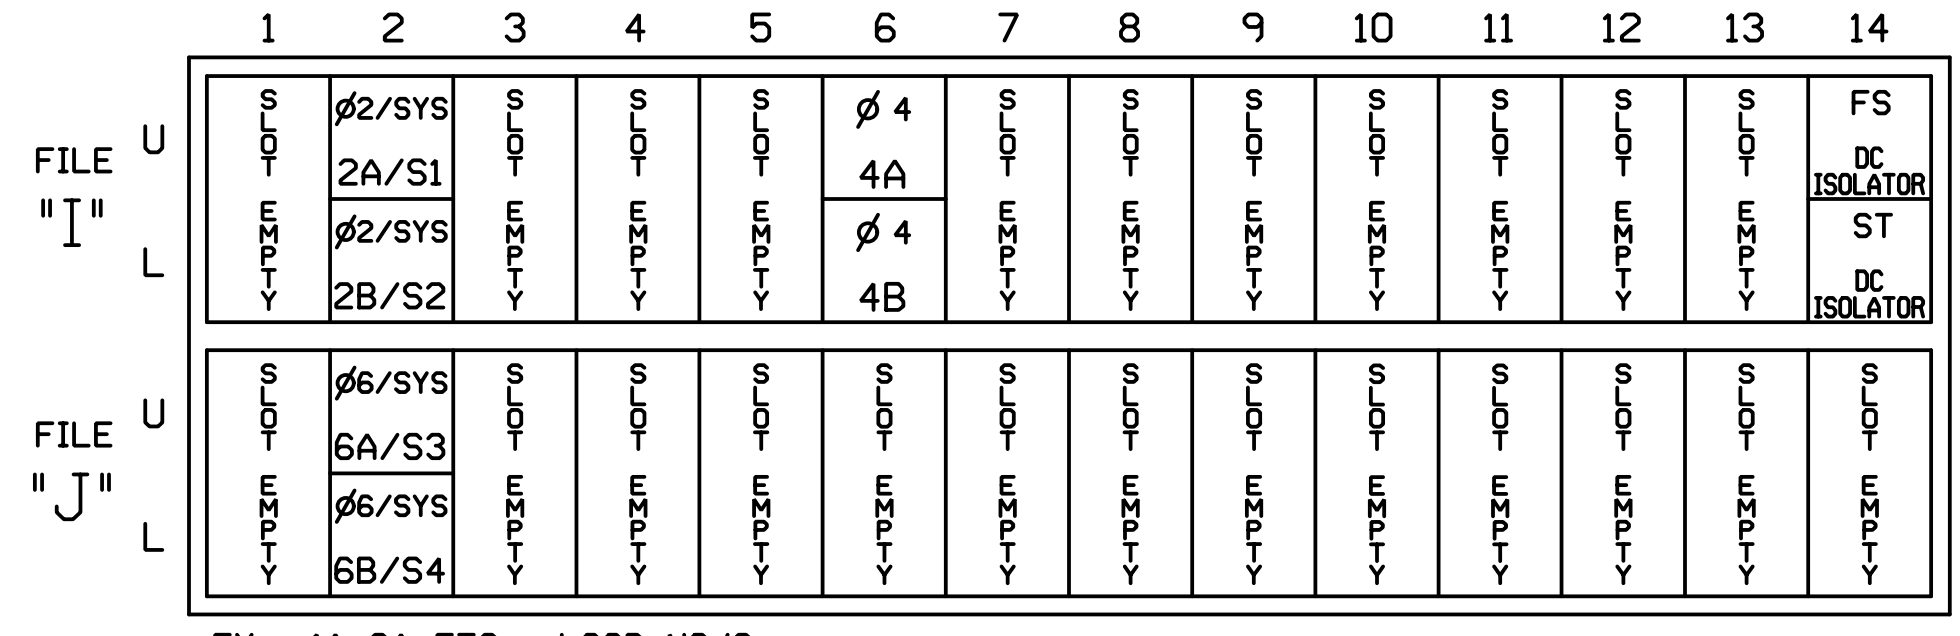 1 2 3 4 5 6 7 8 9 10 11 12 13 14
FILE "I"
U
L
SLOT EMPTY
Ø2/SYS
2A/S1
Ø2/SYS
2B/S2
SLOT EMPTY
SLOT EMPTY
SLOT EMPTY
Ø 4
4A
Ø 4
4B
SLOT EMPTY
SLOT EMPTY
SLOT EMPTY
SLOT EMPTY
SLOT EMPTY
SLOT EMPTY
SLOT EMPTY
FS
DC
ISOLATOR
ST
DC
ISOLATOR
FILE "J"
U
L
SLOT EMPTY
Ø6/SYS
6A/S3
Ø6/SYS
6B/S4
SLOT EMPTY
SLOT EMPTY
SLOT EMPTY
SLOT EMPTY
SLOT EMPTY
SLOT EMPTY
SLOT EMPTY
SLOT EMPTY
SLOT EMPTY
SLOT EMPTY
SLOT EMPTY
SLOT EMPTY